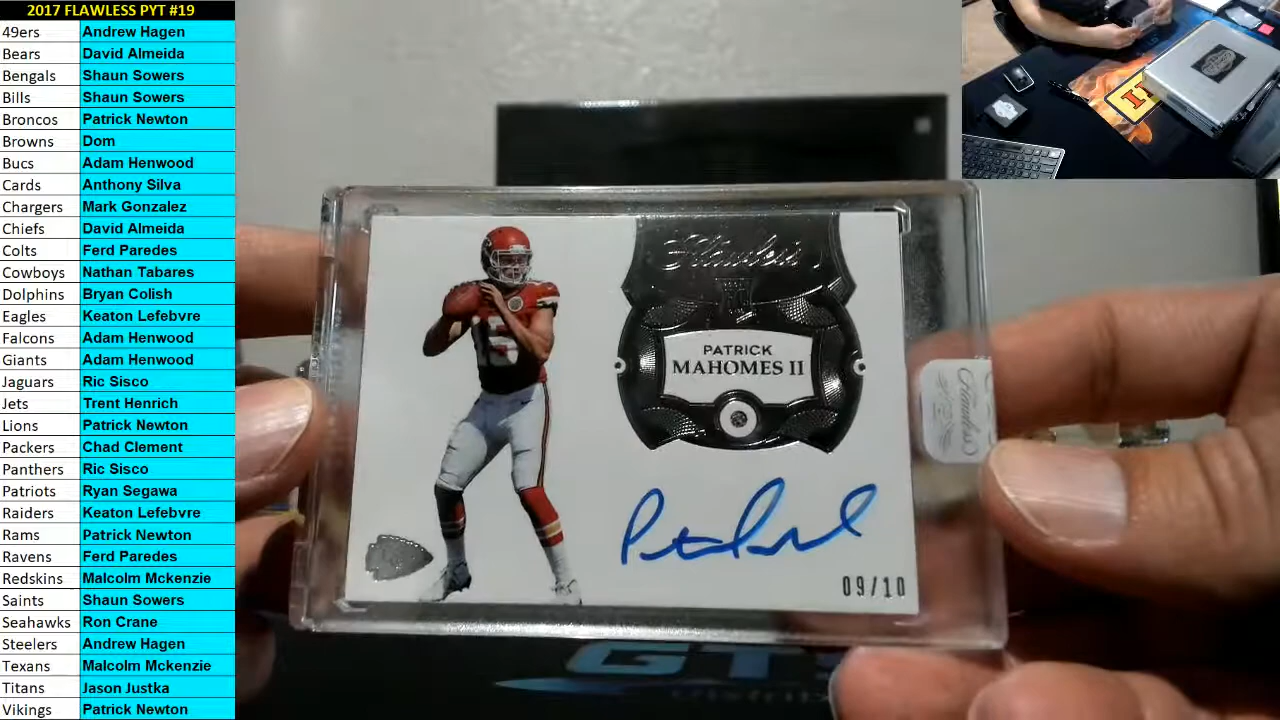 2017 FLAWLESS PYT #19
49ers Andrew Hagen
Bears David Almeida
Bengals Shaun Sowers
Bills Shaun Sowers
Broncos Patrick Newton
Browns Dom
Bucs Adam Henwood
Cards Anthony Silva
Chargers Mark Gonzalez
Chiefs David Almeida
Colts Ferd Paredes
Cowboys Nathan Tabares
Dolphins Bryan Colish
Eagles Keaton Lefebvre
Falcons Adam Henwood
Giants Adam Henwood
Jaguars Ric Sisco
Jets Trent Henrich
Lions Patrick Newton
Packers Chad Clement
Panthers Ric Sisco
Patriots Ryan Segawa
Raiders Keaton Lefebvre
Rams Patrick Newton
Ravens Ferd Paredes
Redskins Malcolm Mckenzie
Saints Shaun Sowers
Seahawks Ron Crane
Steelers Andrew Hagen
Texans Malcolm Mckenzie
Titans Jason Justka
Vikings Patrick Newton
Flawless
PATRICK
MAHOMES II
15
09/10
Flawless